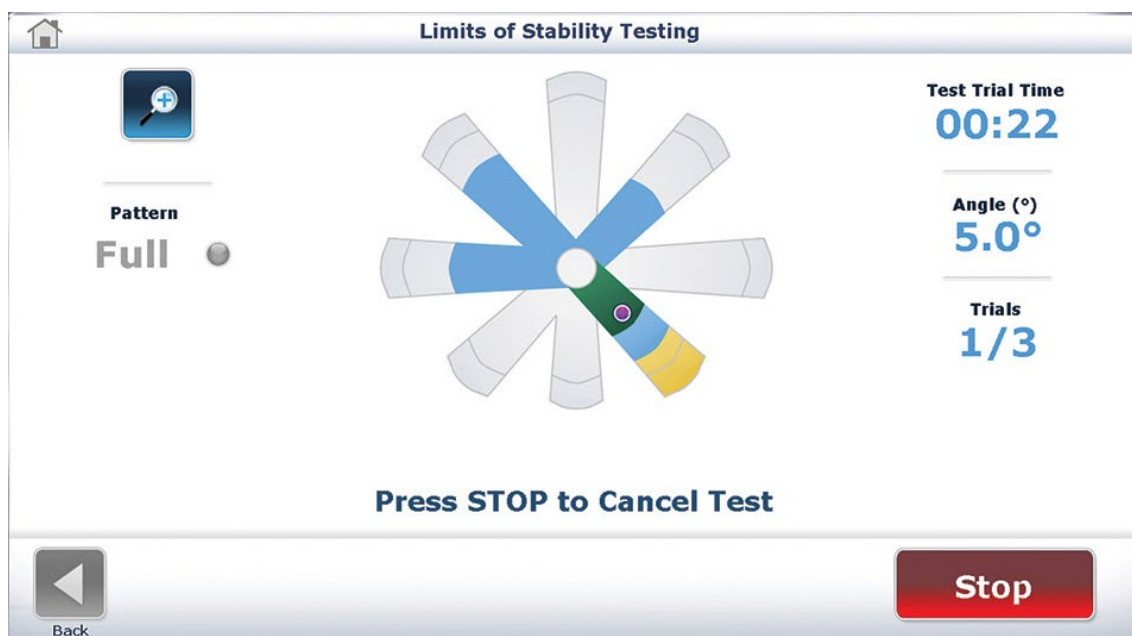 Limits of Stability Testing
Pattern
Full
Test Trial Time
00:22
Angle (°)
5.0°
Trials
1/3
Press STOP to Cancel Test
Back
Stop